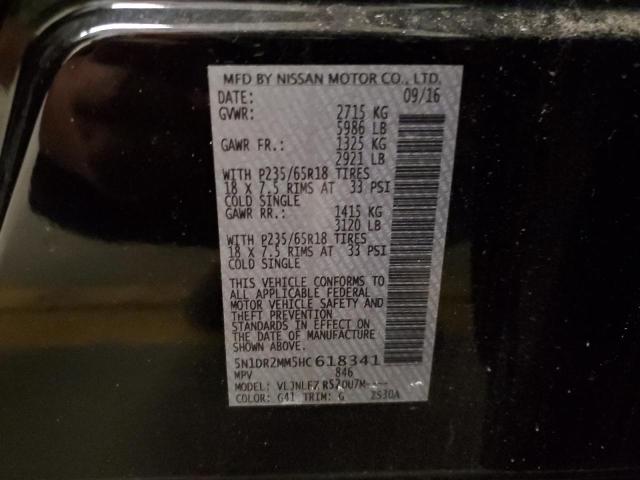 MFD BY NISSAN MOTOR CO., LTD.
DATE: 09/16
GVWR: 2715 KG
5986 LB
GAWR FR.: 1325 KG
2921 LB
WITH P235/65R18 TIRES
18 X 7.5 RIMS AT 33 PSI
COLD SINGLE
GAWR RR.: 1415 KG
3120 LB
WITH P235/65R18 TIRES
18 X 7.5 RIMS AT 33 PSI
COLD SINGLE
THIS VEHICLE CONFORMS TO
ALL APPLICABLE FEDERAL
MOTOR VEHICLE SAFETY AND
THEFT PREVENTION
STANDARDS IN EFFECT ON
THE DATE OF MANUFACTURE
SHOWN ABOVE.
5N1DR2MM5HC618341
MPV 846
MODEL:
COLOR: G41 TRIM: G 2S30A